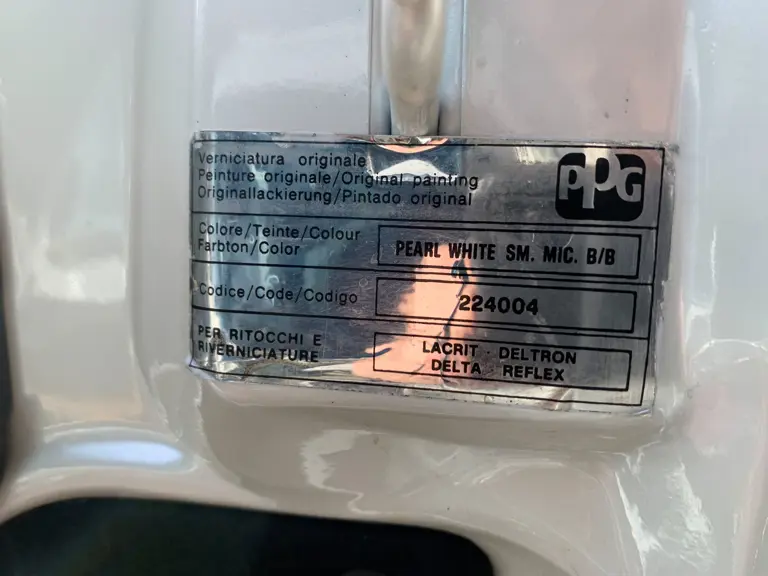 Verniciatura originale
Peinture originale/Original painting
Originallackierung/Pintado original
PPG
Colore/Teinte/Colour
Farbton/Color
PEARL WHITE SM. MIC. B/B
Codice/Code/Codigo
224004
PER RITOCCHI E
RIVERNICIATURE
LACRIT - DELTRON
DELTA - REFLEX